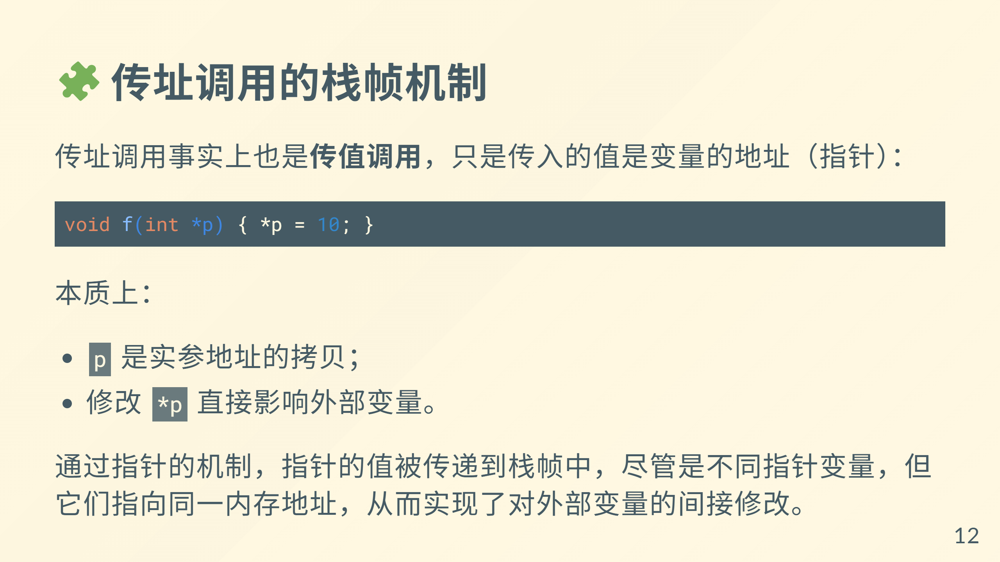 传址调用的栈帧机制
传址调用事实上也是传值调用，只是传入的值是变量的地址（指针）：
void f(int *p) { *p = 10; }
本质上：
• p 是实参地址的拷贝；
• 修改 *p 直接影响外部变量。
通过指针的机制，指针的值被传递到栈帧中，尽管是不同指针变量，但
它们指向同一内存地址，从而实现了对外部变量的间接修改。
12